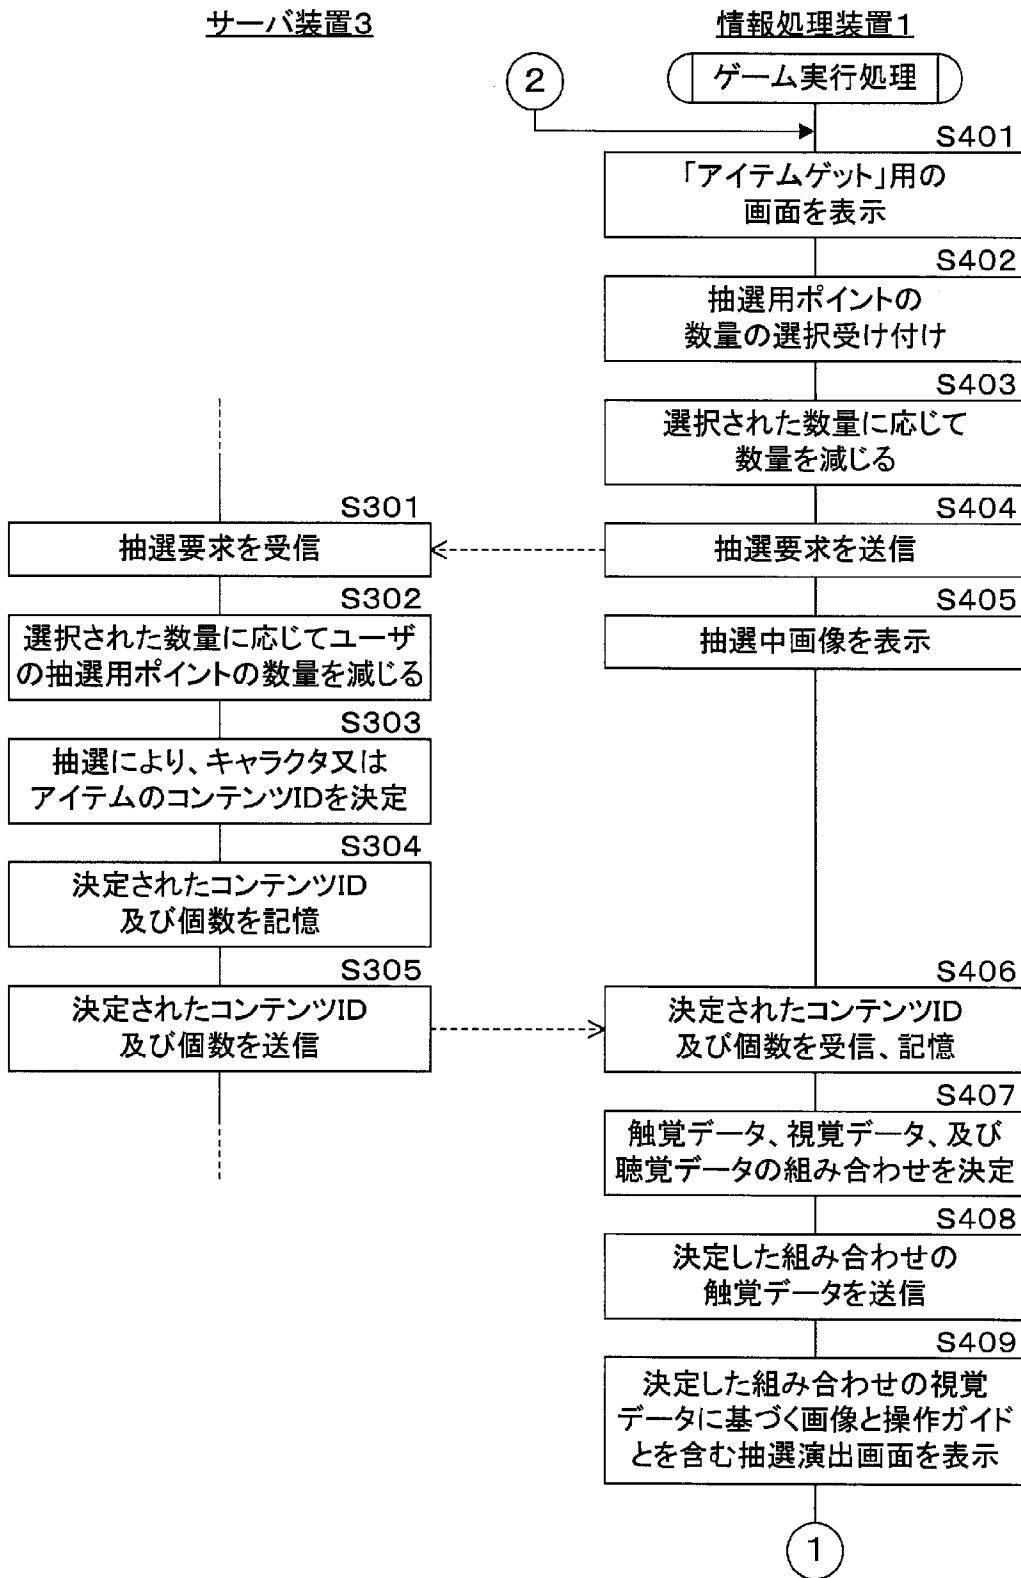 サーバ装置3
情報処理装置1
ゲーム実行処理
2
S401
「アイテムゲット」用の
画面を表示
S402
抽選用ポイントの
数量の選択受け付け
S403
選択された数量に応じて
数量を減じる
S301
抽選要求を受信
S404
抽選要求を送信
S302
選択された数量に応じてユーザ
の抽選用ポイントの数量を減じる
S405
抽選中画像を表示
S303
抽選により、キャラクタ又は
アイテムのコンテンツIDを決定
S304
決定されたコンテンツID
及び個数を記憶
S305
決定されたコンテンツID
及び個数を送信
S406
決定されたコンテンツID
及び個数を受信、記憶
S407
触覚データ、視覚データ、及び
聴覚データの組み合わせを決定
S408
決定した組み合わせの
触覚データを送信
S409
決定した組み合わせの視覚
データに基づく画像と操作ガイド
とを含む抽選演出画面を表示
1